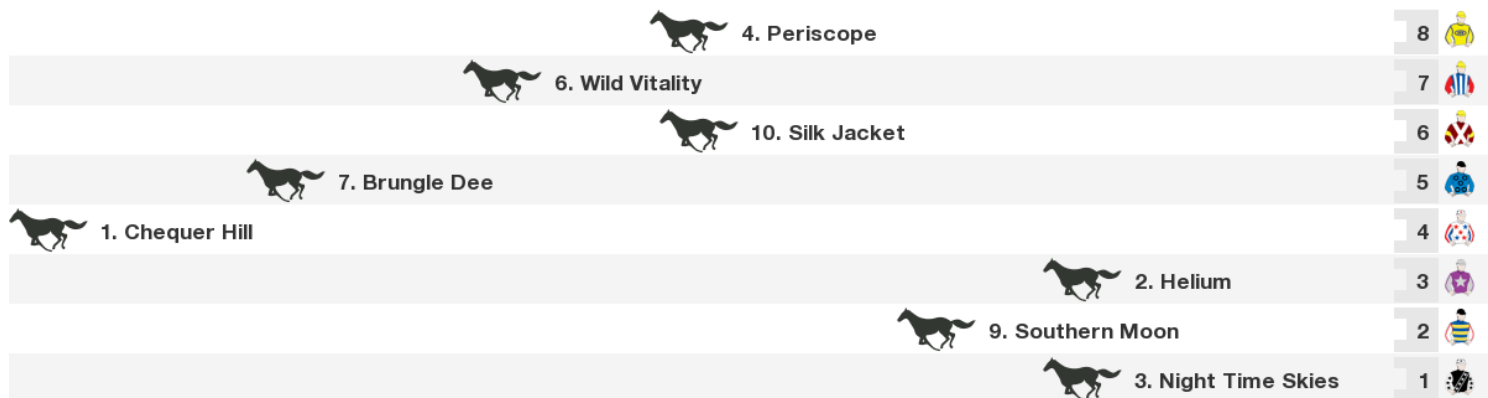 4. Periscope 8
6. Wild Vitality 7
10. Silk Jacket 6
7. Brungle Dee 5
1. Chequer Hill 4
2. Helium 3
9. Southern Moon 2
3. Night Time Skies 1